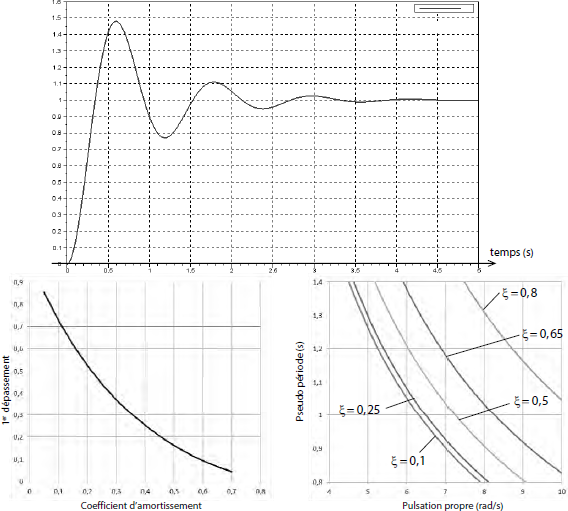 1.6
1.5
1.4
1.3
1.2
1.1
1
0.9
0.8
0.7
0.6
0.5
0.4
0.3
0.2
0.1
0
0 0.5 1 1.5 2 2.5 3 3.5 4 4.5 5
temps (s)
0,9
0,8
0,7
0,6
0,5
0,4
0,3
0,2
0,1
0
0 0,1 0,2 0,3 0,4 0,5 0,6 0,7 0,8
1er dépassement
Coefficient d'amortissement
1,4
1,3
1,2
1,1
1
0,9
0,8
4 5 6 7 8 9 10
Pseudo période (s)
ξ = 0,8
ξ = 0,65
ξ = 0,5
ξ = 0,25
ξ = 0,1
Pulsation propre (rad/s)